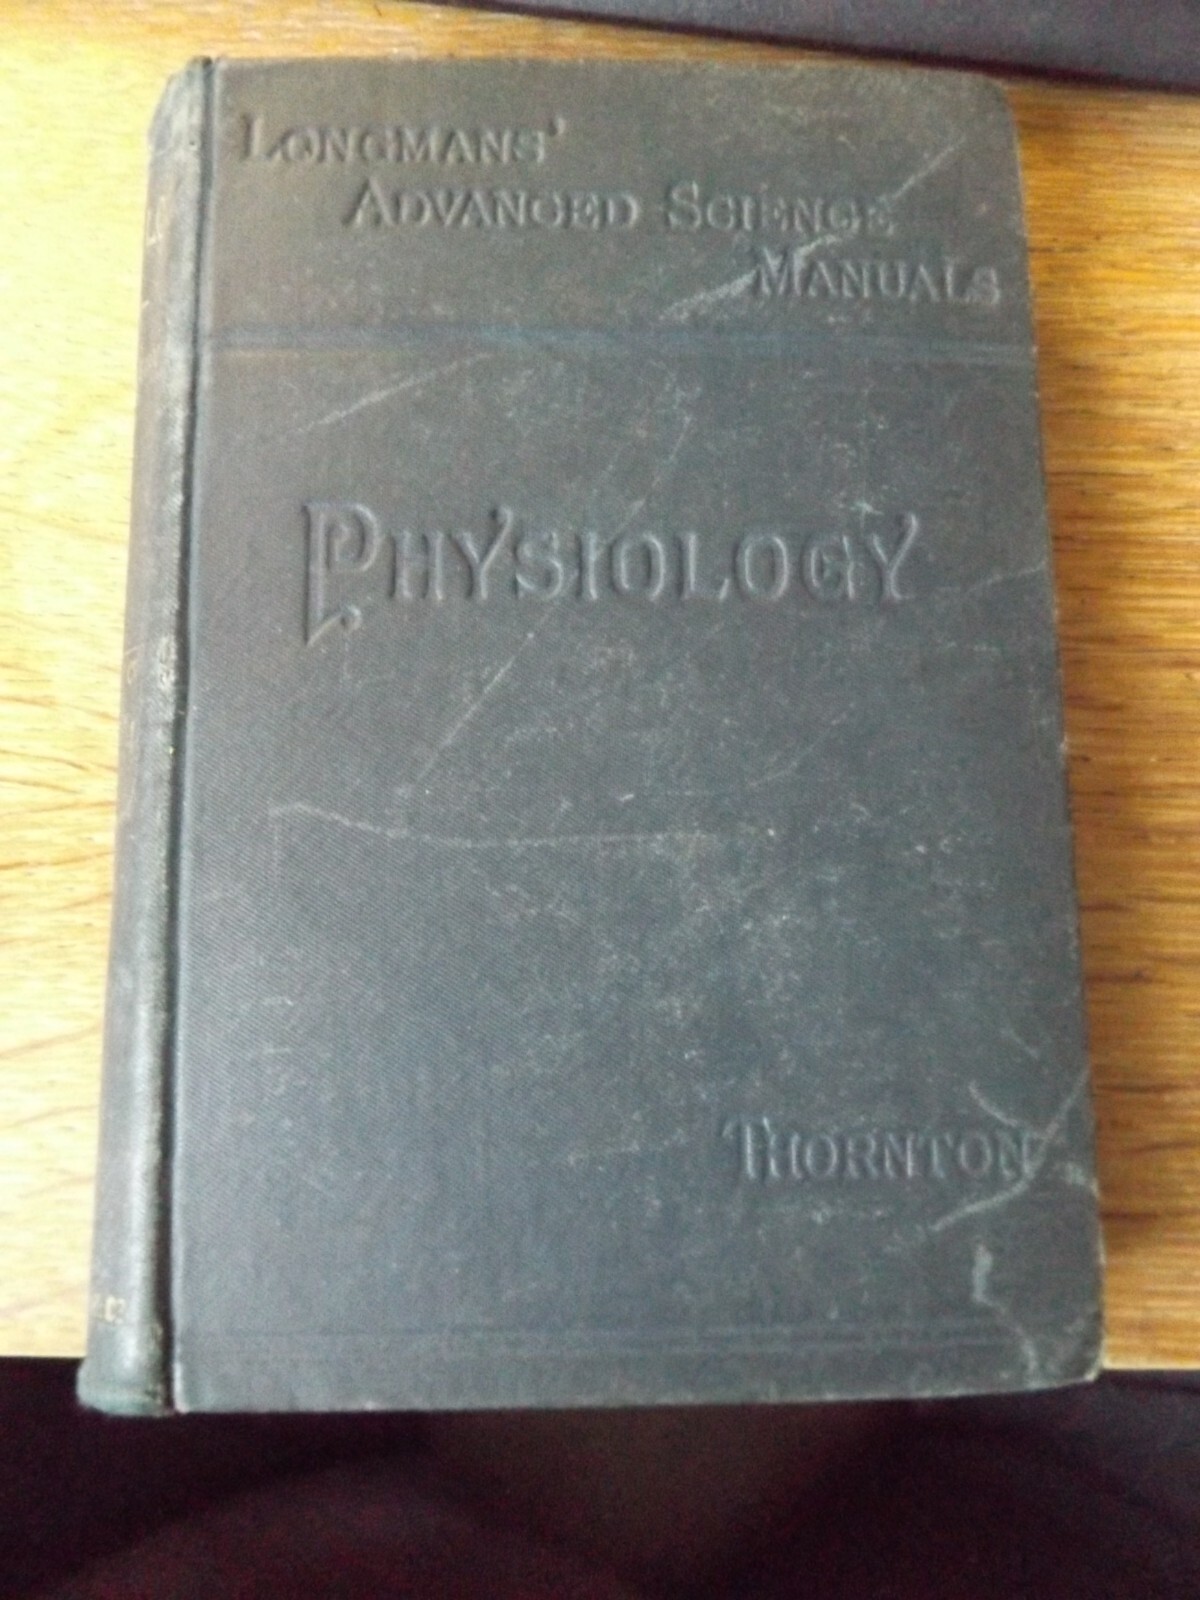 Longmans'
Advanced Science
Manuals
Physiology
Thornton